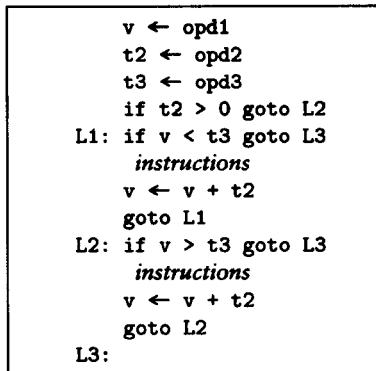 v ← opd1
t2 ← opd2
t3 ← opd3
if t2 > 0 goto L2
L1: if v < t3 goto L3
instructions
v ← v + t2
goto L1
L2: if v > t3 goto L3
instructions
v ← v + t2
goto L2
L3: